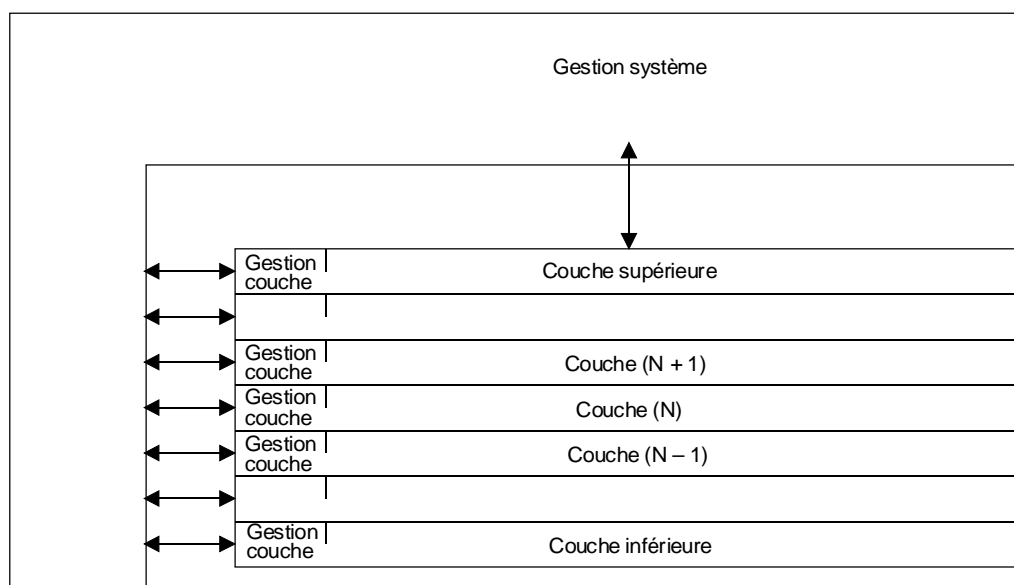 Gestion système
Gestion
couche
Couche supérieure
Gestion
couche
Couche (N + 1)
Gestion
couche
Couche (N)
Gestion
couche
Couche (N – 1)
Gestion
couche
Couche inférieure